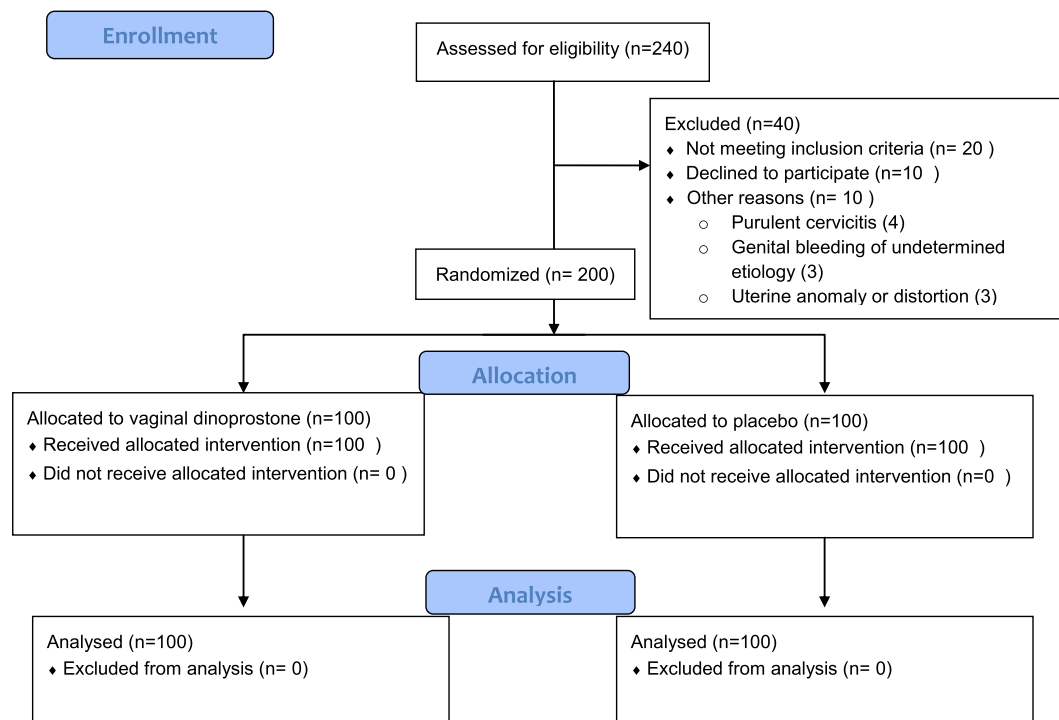 Enrollment
Assessed for eligibility (n=240)
Excluded (n=40)
♦ Not meeting inclusion criteria (n= 20 )
♦ Declined to participate (n=10 )
♦ Other reasons (n= 10 )
o Purulent cervicitis (4)
o Genital bleeding of undetermined
etiology (3)
o Uterine anomaly or distortion (3)
Randomized (n= 200)
Allocation
Allocated to vaginal dinoprostone (n=100)
♦ Received allocated intervention (n=100 )
♦ Did not receive allocated intervention (n= 0 )
Allocated to placebo (n=100)
♦ Received allocated intervention (n=100 )
♦ Did not receive allocated intervention (n=0 )
Analysis
Analysed (n=100)
♦ Excluded from analysis (n= 0)
Analysed (n=100)
♦ Excluded from analysis (n= 0)